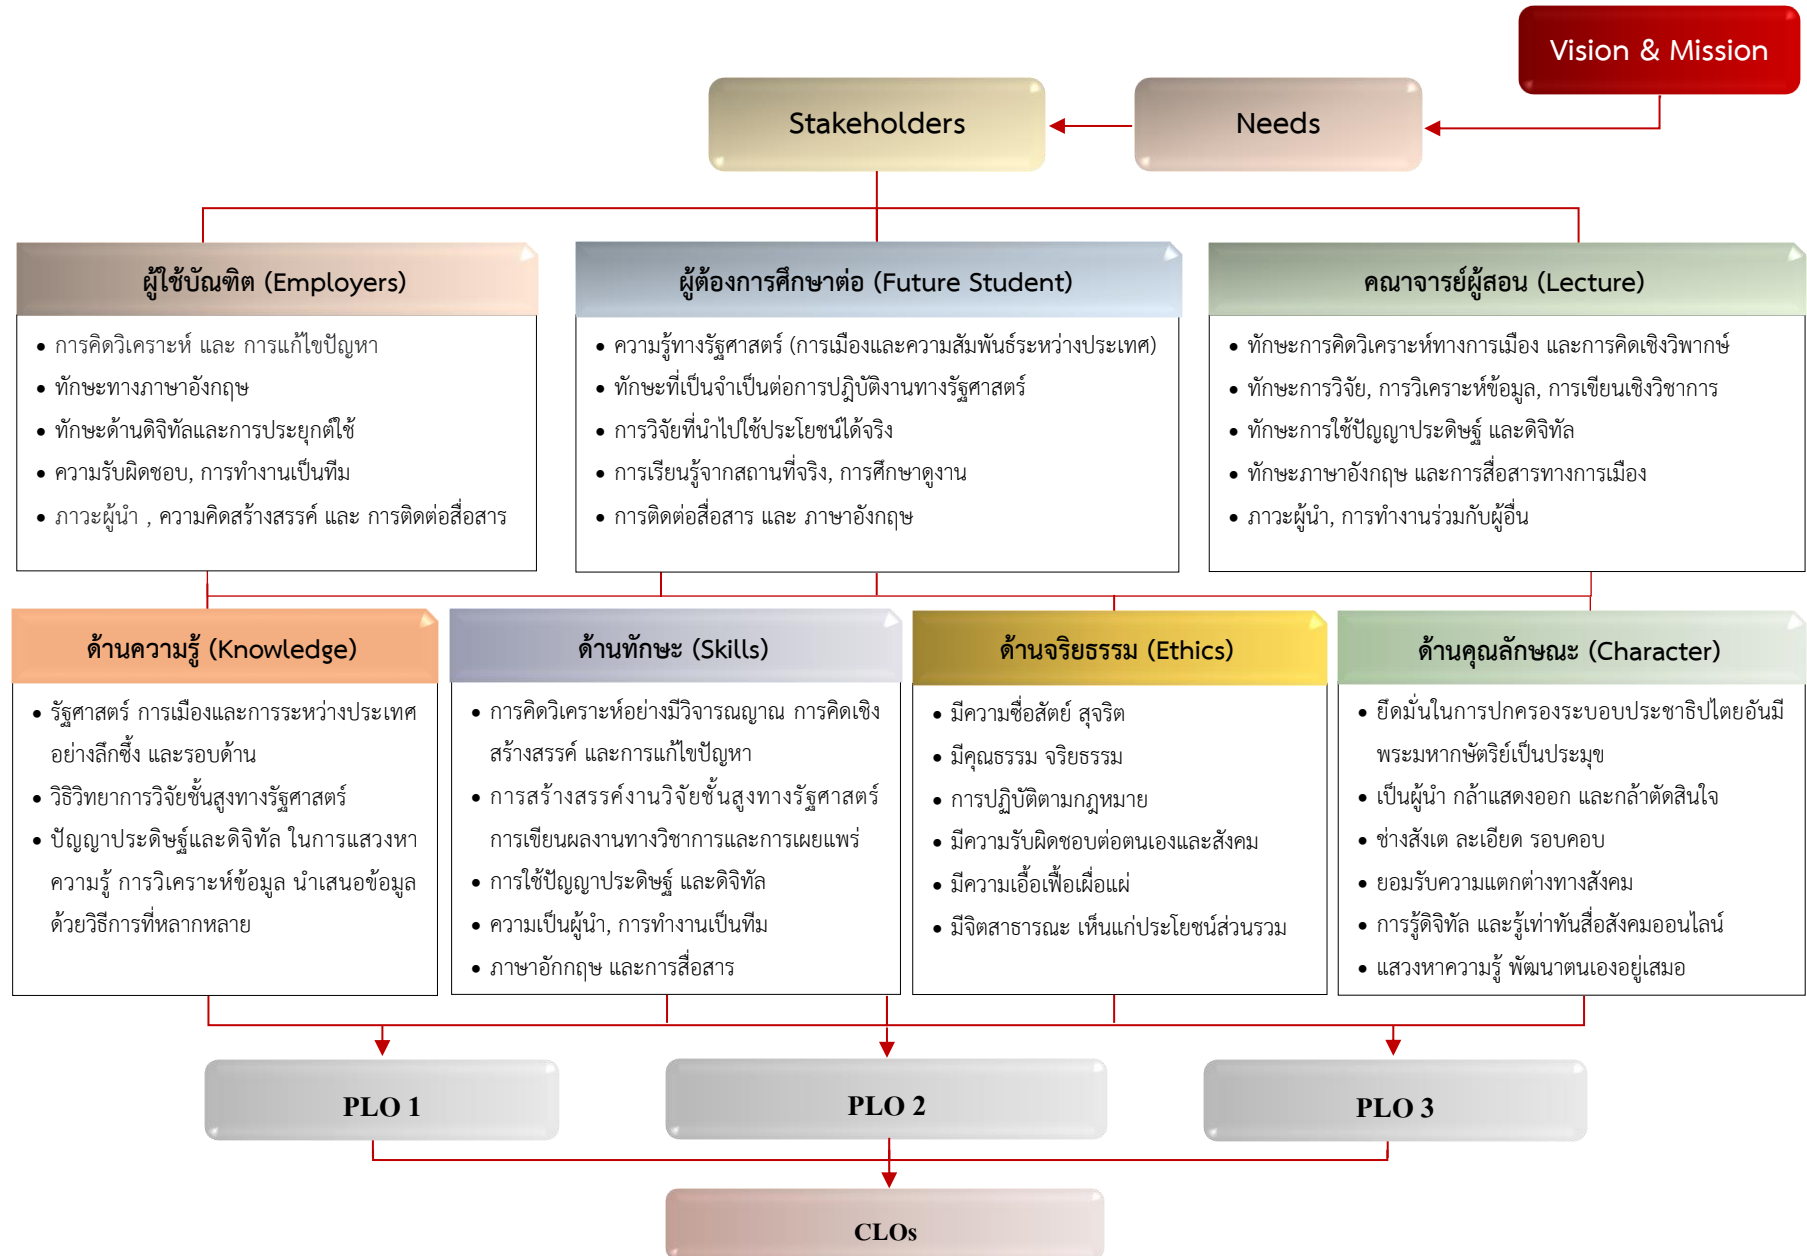 Vision & Mission
Stakeholders
Needs
ผู้ใช้บัณฑิต (Employers)
• การคิดวิเคราะห์ และ การแก้ไขปัญหา
• ทักษะทางภาษาอังกฤษ
• ทักษะด้านดิจิทัลและการประยุกต์ใช้
• ความรับผิดชอบ, การทำงานเป็นทีม
• ภาวะผู้นำ , ความคิดสร้างสรรค์ และ การติดต่อสื่อสาร
ผู้ต้องการศึกษาต่อ (Future Student)
• ความรู้ทางรัฐศาสตร์ (การเมืองและความสัมพันธ์ระหว่างประเทศ)
• ทักษะที่เป็นจำเป็นต่อการปฎิบัติงานทางรัฐศาสตร์
• การวิจัยที่นำไปใช้ประโยชน์ได้จริง
• การเรียนรู้จากสถานที่จริง, การศึกษาดูงาน
• การติดต่อสื่อสาร และ ภาษาอังกฤษ
คณาจารย์ผู้สอน (Lecture)
• ทักษะการคิดวิเคราะห์ทางการเมือง และการคิดเชิงวิพากษ์
• ทักษะการวิจัย, การวิเคราะห์ข้อมูล, การเขียนเชิงวิชาการ
• ทักษะการใช้ปัญญาประดิษฐ์ และดิจิทัล
• ทักษะภาษาอังกฤษ และการสื่อสารทางการเมือง
• ภาวะผู้นำ, การทำงานร่วมกับผู้อื่น
ด้านความรู้ (Knowledge)
• รัฐศาสตร์ การเมืองและการระหว่างประเทศ
อย่างลึกซึ้ง และรอบด้าน
• วิธิวิทยาการวิจัยชั้นสูงทางรัฐศาสตร์
• ปัญญาประดิษฐ์และดิจิทัล ในการแสวงหา
ความรู้ การวิเคราะห์ข้อมูล นำเสนอข้อมูล
ด้วยวิธีการที่หลากหลาย
ด้านทักษะ (Skills)
• การคิดวิเคราะห์อย่างมีวิจารณญาณ การคิดเชิง
สร้างสรรค์ และการแก้ไขปัญหา
• การสร้างสรรค์งานวิจัยชั้นสูงทางรัฐศาสตร์
การเขียนผลงานทางวิชาการและการเผยแพร่
• การใช้ปัญญาประดิษฐ์ และดิจิทัล
• ความเป็นผู้นำ, การทำงานเป็นทีม
• ภาษาอักกฤษ และการสื่อสาร
ด้านจริยธรรม (Ethics)
• มีความซื่อสัตย์ สุจริต
• มีคุณธรรม จริยธรรม
• การปฏิบัติตามกฎหมาย
• มีความรับผิดชอบต่อตนเองและสังคม
• มีความเอื้อเฟื้อเผื่อแผ่
• มีจิตสาธารณะ เห็นแก่ประโยชน์ส่วนรวม
ด้านคุณลักษณะ (Character)
• ยึดมั่นในการปกครองระบอบประชาธิปไตยอันมี
พระมหากษัตริย์เป็นประมุข
• เป็นผู้นำ กล้าแสดงออก และกล้าตัดสินใจ
• ช่างสังเต ละเอียด รอบคอบ
• ยอมรับความแตกต่างทางสังคม
• การรู้ดิจิทัล และรู้เท่าทันสื่อสังคมออนไลน์
• แสวงหาความรู้ พัฒนาตนเองอยู่เสมอ
PLO 1
PLO 2
PLO 3
CLOs